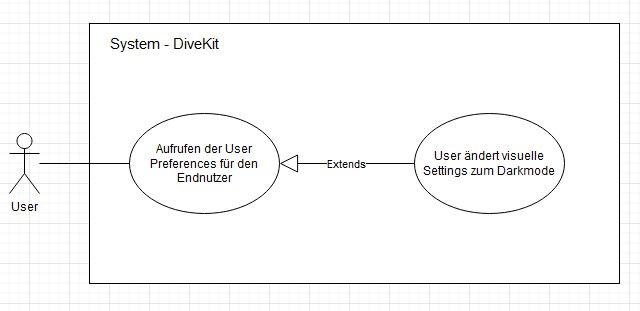 System - DiveKit
Aufrufen der User
Preferences für den
Endnutzer
Extends
User ändert visuelle
Settings zum Darkmode
User